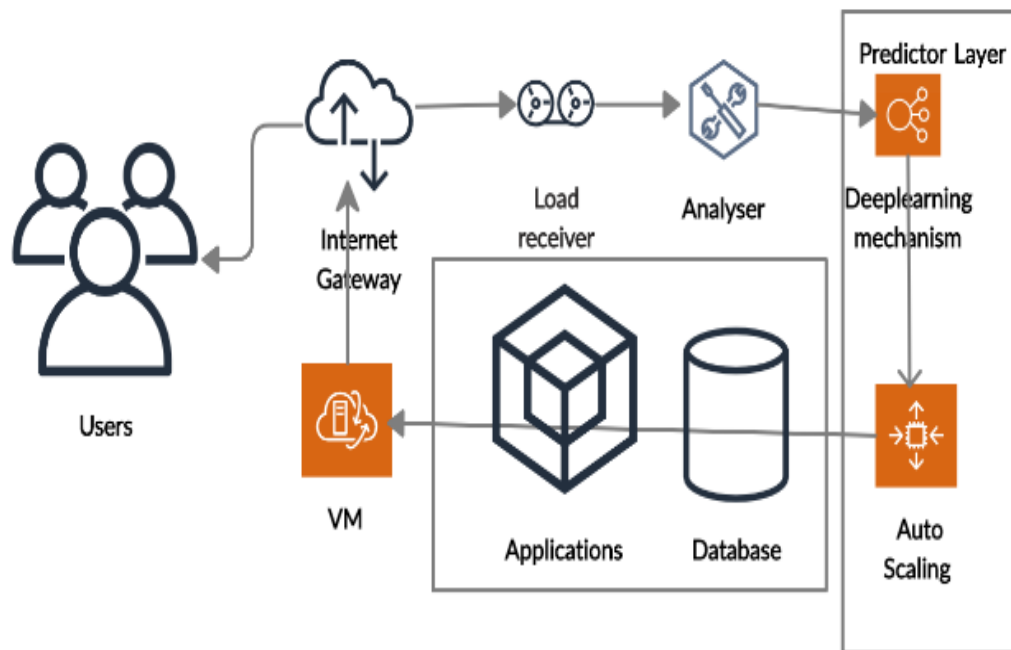 Predictor Layer
Load
receiver
Analyser
Deeplearning
mechanism
Internet
Gateway
Users
VM
Applications
Database
Auto
Scaling